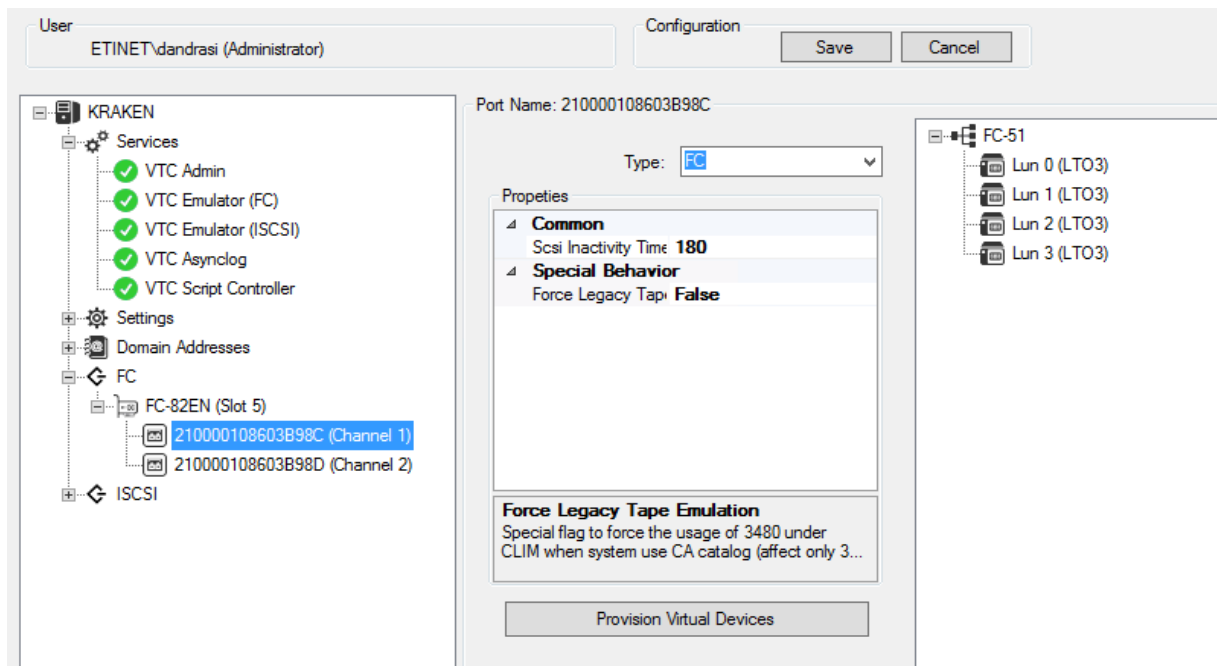 User
ETINET\dandrasi (Administrator)
Configuration
Save
Cancel
KRAKEN
Services
VTC Admin
VTC Emulator (FC)
VTC Emulator (ISCSI)
VTC Asynclog
VTC Script Controller
Settings
Domain Addresses
FC
FC-82EN (Slot 5)
210000108603B98C (Channel 1)
210000108603B98D (Channel 2)
ISCSI
Port Name: 210000108603B98C
Type: FC
Propeties
Common
Scsi Inactivity Time 180
Special Behavior
Force Legacy Tap False
Force Legacy Tape Emulation
Special flag to force the usage of 3480 under
CLIM when system use CA catalog (affect only 3...
Provision Virtual Devices
FC-51
Lun 0 (LTO3)
Lun 1 (LTO3)
Lun 2 (LTO3)
Lun 3 (LTO3)